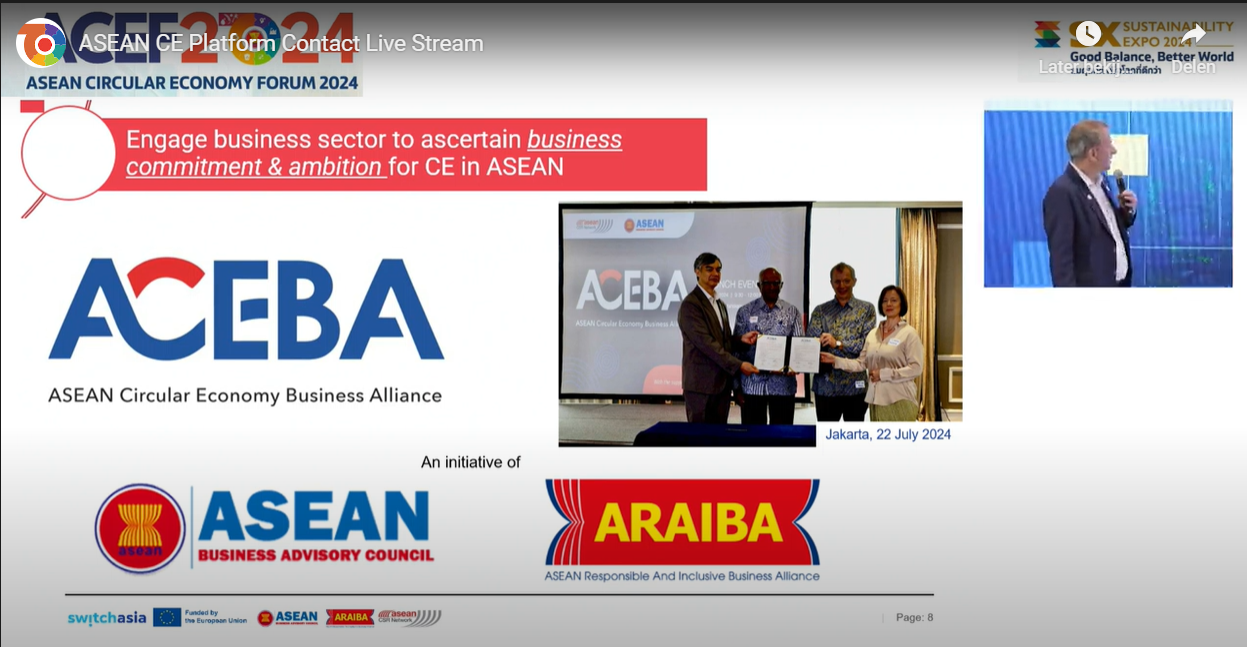 ACEF2024
ASEAN CE Platform Contact Live Stream
ASEAN CIRCULAR ECONOMY FORUM 2024
SX SUSTAINABILITY
EXPO 2024
Good Balance, Better World
Delen
Engage business sector to ascertain business
commitment & ambition for CE in ASEAN
ACEBA
ASEAN Circular Economy Business Alliance
ASEAN
ACEBA
ASEAN Circular Economy Business
Jakarta, 22 July 2024
An initiative of
asean
ASEAN
BUSINESS ADVISORY COUNCIL
ARAIBA
ASEAN Responsible And Inclusive Business Alliance
switchasia
Funded by
the European Union
ASEAN
ARAIBA
asean
CSR Network
Page: 8